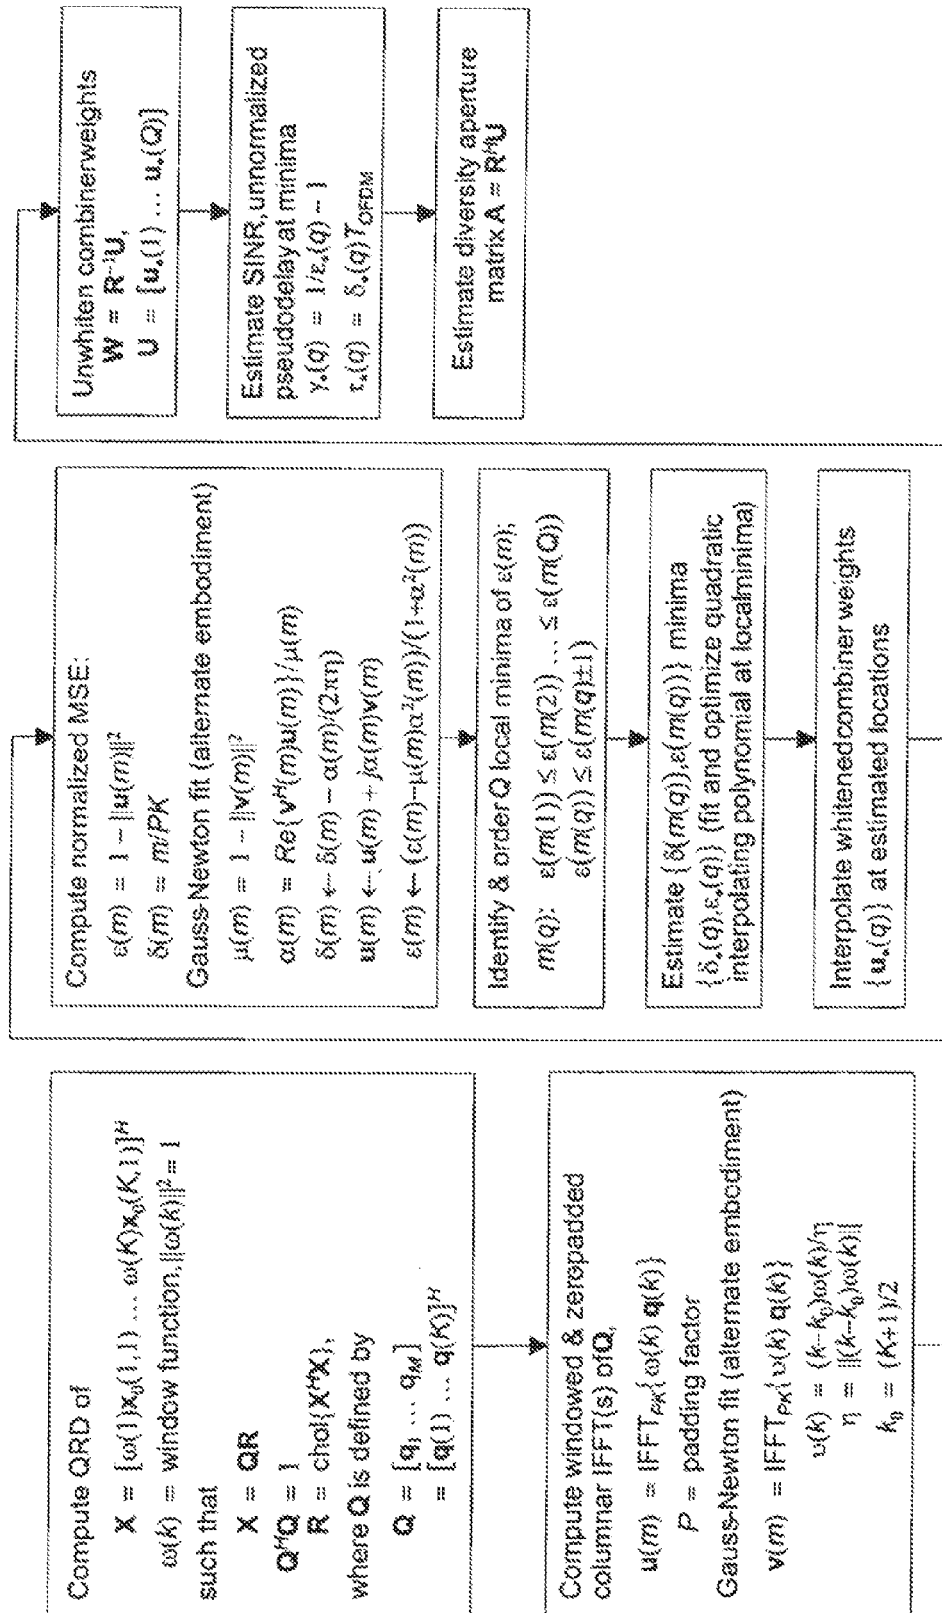 Compute QRD of
X = [ω(1)x₀(1,1) … ω(K)x₀(K,1)]ᴴ
ω(k) = window function, ||ω(k)||² = 1
such that
X = QR
QᴴQ = I
R = chol{XᴴX},
where Q is defined by
Q = [q₁ … q_M]
= [q(1) … q(K)]ᴴ
Compute windowed & zeropadded
columnar IFFT(s) of Q,
u(m) = IFFT_PK{ω(k) q(k)}
P = padding factor
Gauss-Newton fit (alternate embodiment)
v(m) = IFFT_PK{υ(k) q(k)}
υ(k) = (k–k₀)ω(k)/η
η = ||(k–k₀)ω(k)||
k₀ = (K+1)/2
Compute normalized MSE:
ε(m) = 1 – ||u(m)||²
δ(m) = m/PK
Gauss-Newton fit (alternate embodiment)
μ(m) = 1 – ||v(m)||²
α(m) = Re{vᴴ(m)u(m)}/μ(m)
δ(m) ← δ(m) – α(m)/(2πη)
u(m) ← u(m) + jα(m)v(m)
ε(m) ← (ε(m)–μ(m)α²(m))/(1+α²(m))
Identify & order Q local minima of ε(m);
m(q): ε(m(1)) ≤ ε(m(2)) … ≤ ε(m(Q))
ε(m(q)) ≤ ε(m(q)±1))
Estimate {δ(m(q)),ε(m(q))} minima
{δ⁎(q),ε⁎(q)} (fit and optimize quadratic
interpolating polynomial at localminima)
Interpolate whitenedcombiner weights
{u⁎(q)} at estimated locations
Unwhiten combinerweights
W = R⁻¹U,
U = [u⁎(1) … u⁎(Q)]
Estimate SINR, unnormalized
pseudodelay at minima
γ⁎(q) = 1/ε⁎(q) – 1
τ⁎(q) = δ⁎(q)T_OFDM
Estimate diversity aperture
matrix A = RᴴU